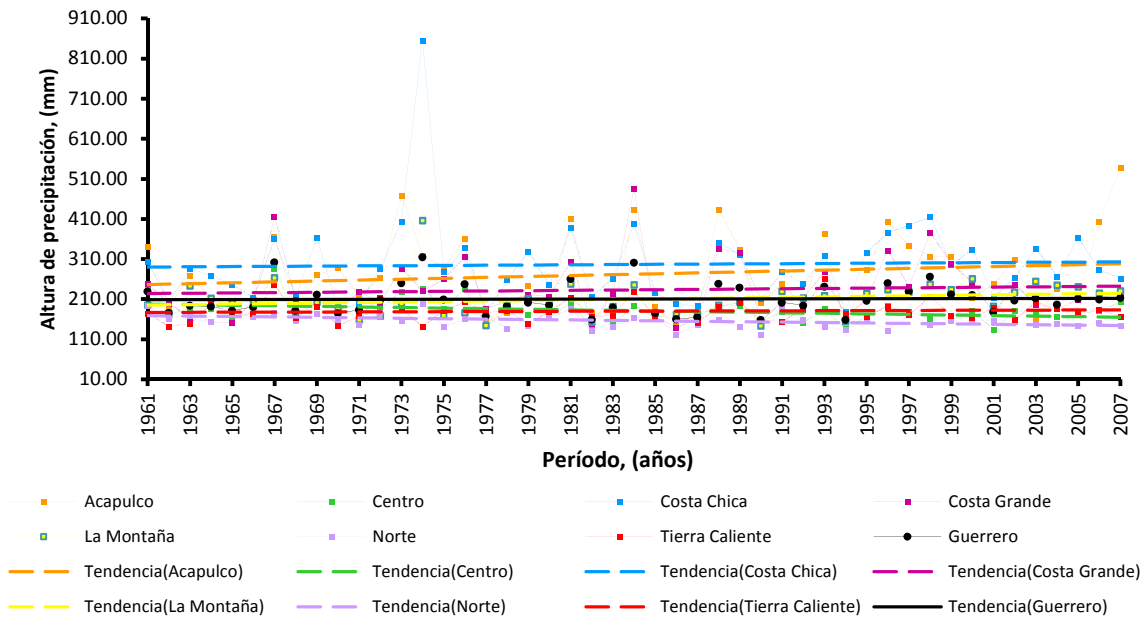 Altura de precipitación, (mm)
910.00
810.00
710.00
610.00
510.00
410.00
310.00
210.00
110.00
10.00
1961
1963
1965
1967
1969
1971
1973
1975
1977
1979
1981
1983
1985
1987
1989
1991
1993
1995
1997
1999
2001
2003
2005
2007
Período, (años)
Acapulco
Centro
Costa Chica
Costa Grande
La Montaña
Norte
Tierra Caliente
Guerrero
Tendencia(Acapulco)
Tendencia(Centro)
Tendencia(Costa Chica)
Tendencia(Costa Grande)
Tendencia(La Montaña)
Tendencia(Norte)
Tendencia(Tierra Caliente)
Tendencia(Guerrero)